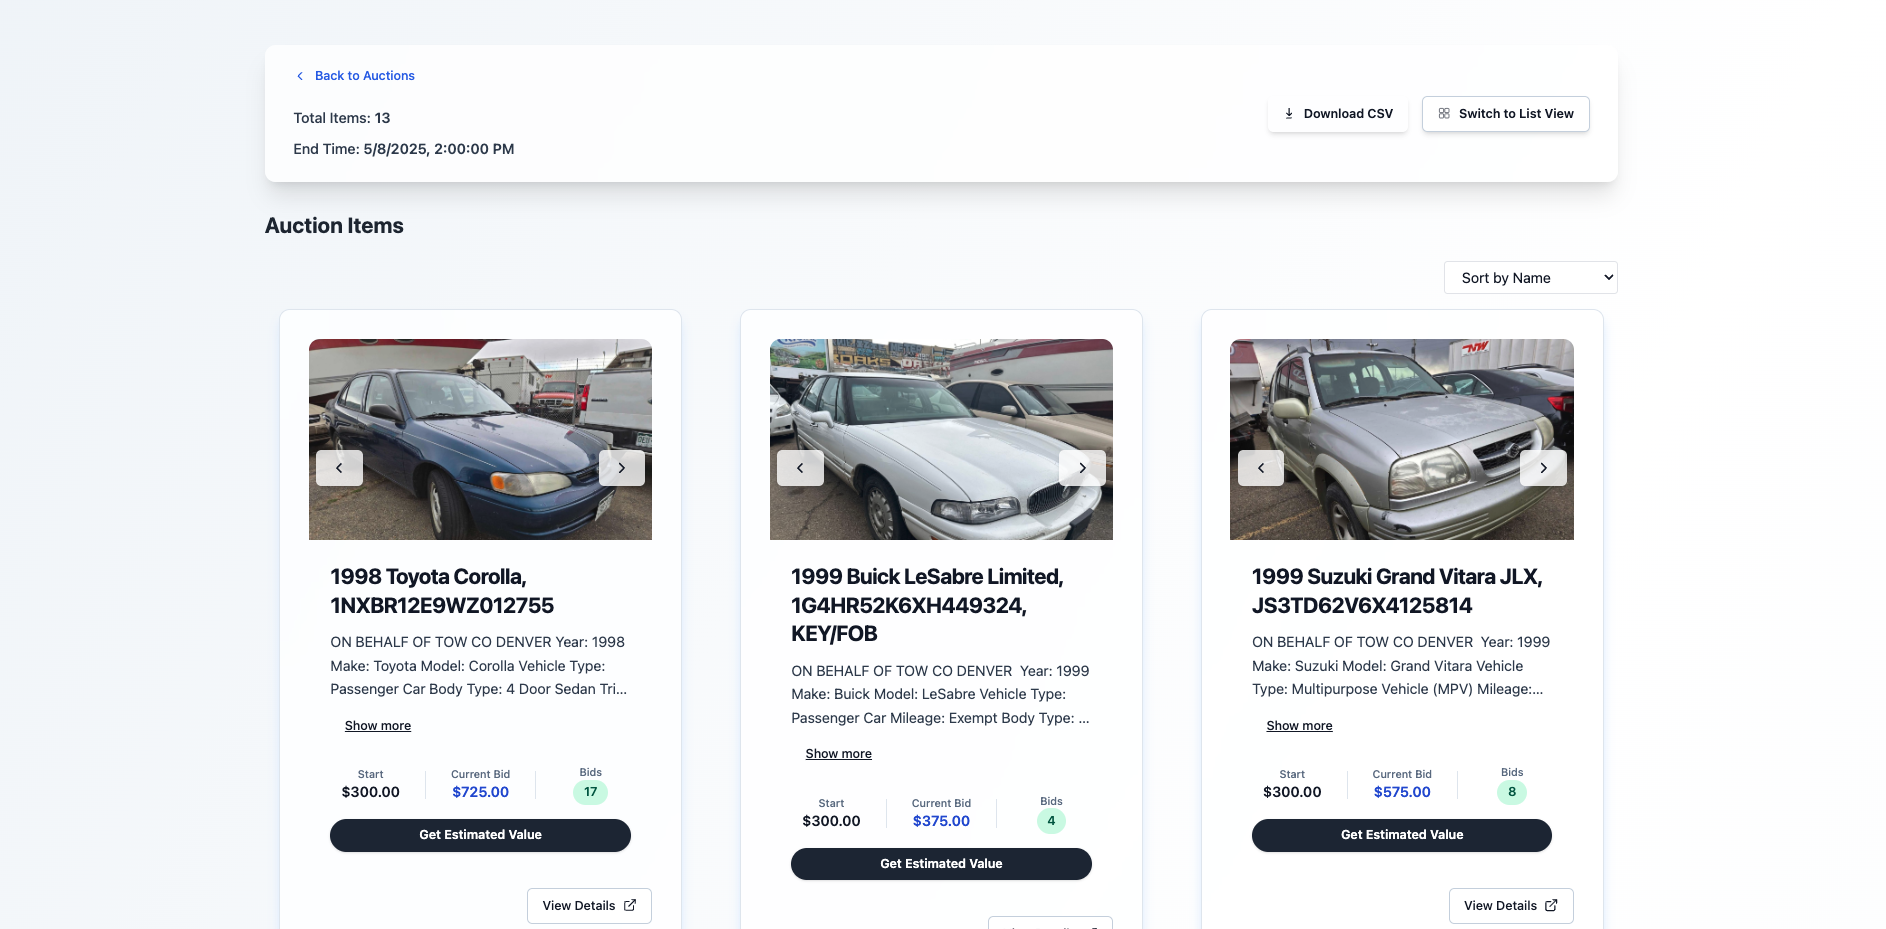 Back to Auctions
Total Items: 13
End Time: 5/8/2025, 2:00:00 PM
Download CSV
Switch to List View
Auction Items
Sort by Name
1998 Toyota Corolla,
1NXBR12E9WZ012755
ON BEHALF OF TOW CO DENVER Year: 1998
Make: Toyota Model: Corolla Vehicle Type:
Passenger Car Body Type: 4 Door Sedan Tri...
Show more
Start
$300.00
Current Bid
$725.00
Bids
17
Get Estimated Value
View Details
1999 Buick LeSabre Limited,
1G4HR52K6XH449324,
KEY/FOB
ON BEHALF OF TOW CO DENVER  Year: 1999
Make: Buick Model: LeSabre Vehicle Type:
Passenger Car Mileage: Exempt Body Type: ...
Show more
Start
$300.00
Current Bid
$375.00
Bids
4
Get Estimated Value
1999 Suzuki Grand Vitara JLX,
JS3TD62V6X4125814
ON BEHALF OF TOW CO DENVER  Year: 1999
Make: Suzuki Model: Grand Vitara Vehicle
Type: Multipurpose Vehicle (MPV) Mileage:...
Show more
Start
$300.00
Current Bid
$575.00
Bids
8
Get Estimated Value
View Details